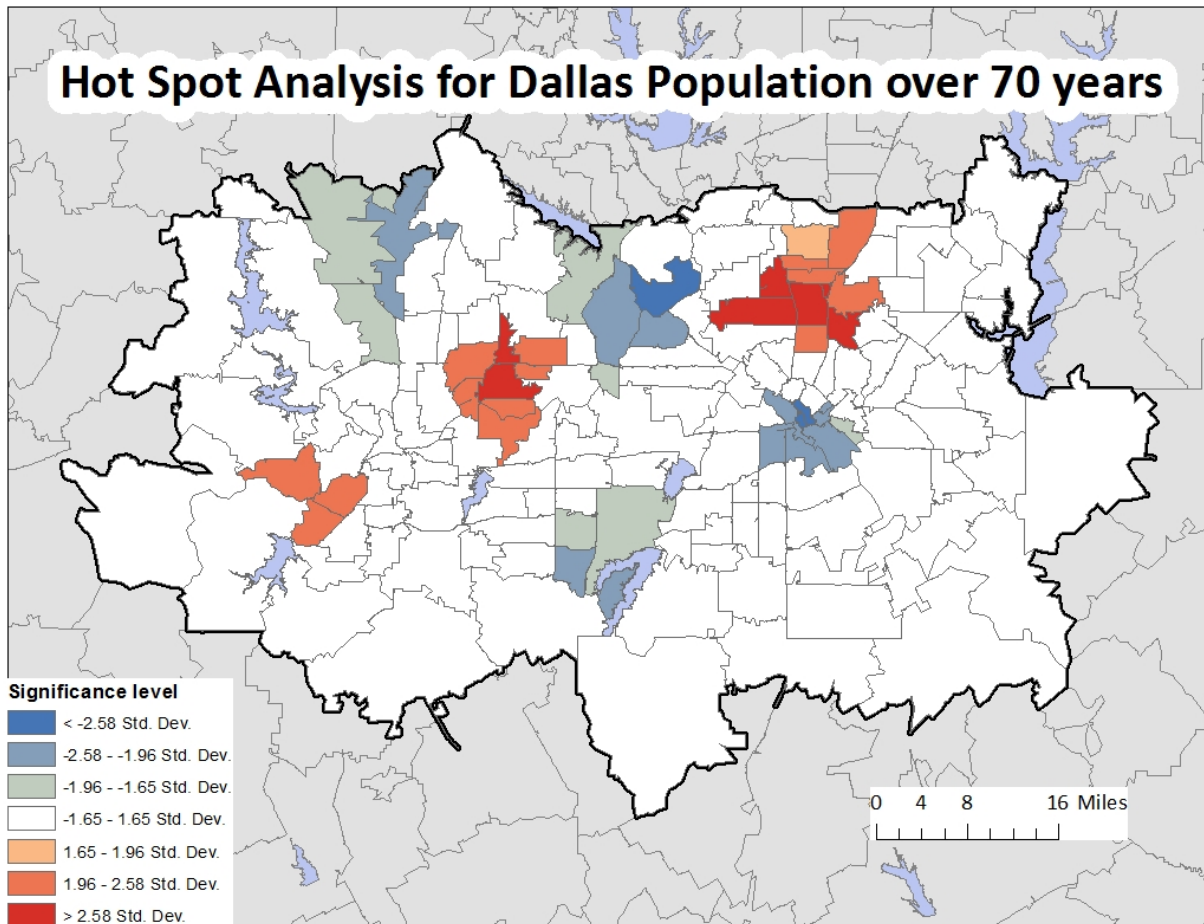 Hot Spot Analysis for Dallas Population over 70 years
Significance level
< -2.58 Std. Dev.
-2.58 - -1.96 Std. Dev.
-1.96 - -1.65 Std. Dev.
-1.65 - 1.65 Std. Dev.
1.65 - 1.96 Std. Dev.
1.96 - 2.58 Std. Dev.
> 2.58 Std. Dev.
0 4 8 16 Miles